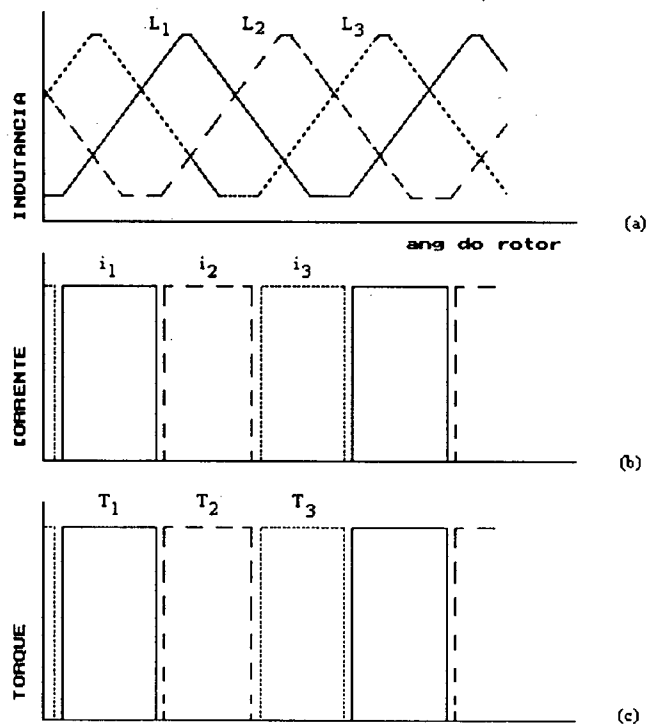 L1 L2 L3
INDUTANCIA
(a)
ang do rotor
i1 i2 i3
CORRENTE
(b)
T1 T2 T3
TORQUE
(c)